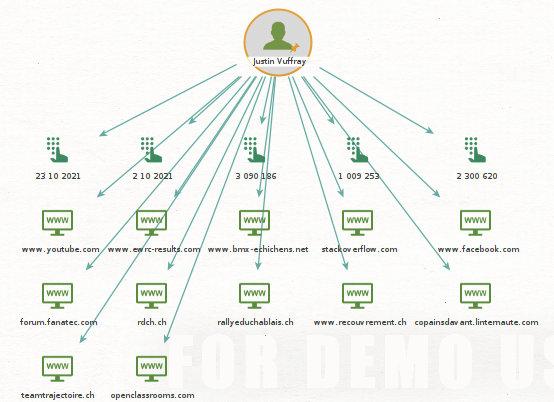 Justin Vuffray
23 10 2021
2 10 2021
3 090 186
1 009 253
2 300 620
WWW WWW WWW WWW WWW
www.youtube.com
www.ewrc-results.com
www.bmx-echichens.net
stackoverflow.com
www.facebook.com
WWW WWW WWW WWW WWW
forum.fanatec.com
rdch.ch
rallyeduchablais.ch
www.recouvrement.ch
copainsdavant.linternaute.com
WWW WWW
teamtrajectoire.ch
openclassrooms.com
FOR DEMO US